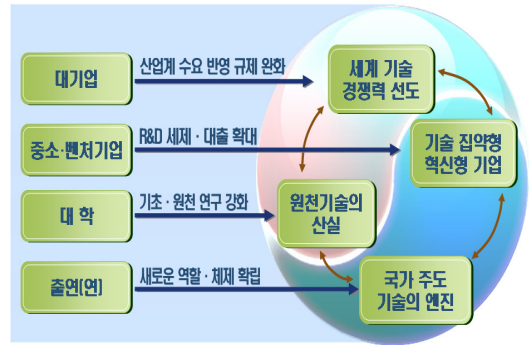 대기업
산업계 수요 반영 규제 완화
세계 기술
경쟁력 선도
중소·벤처기업
R&D 세제·대출 확대
기술 집약형
혁신형 기업
대 학
기초·원천 연구 강화
원천기술의
산실
출연(연)
새로운 역할·체제 확립
국가 주도
기술의 엔진